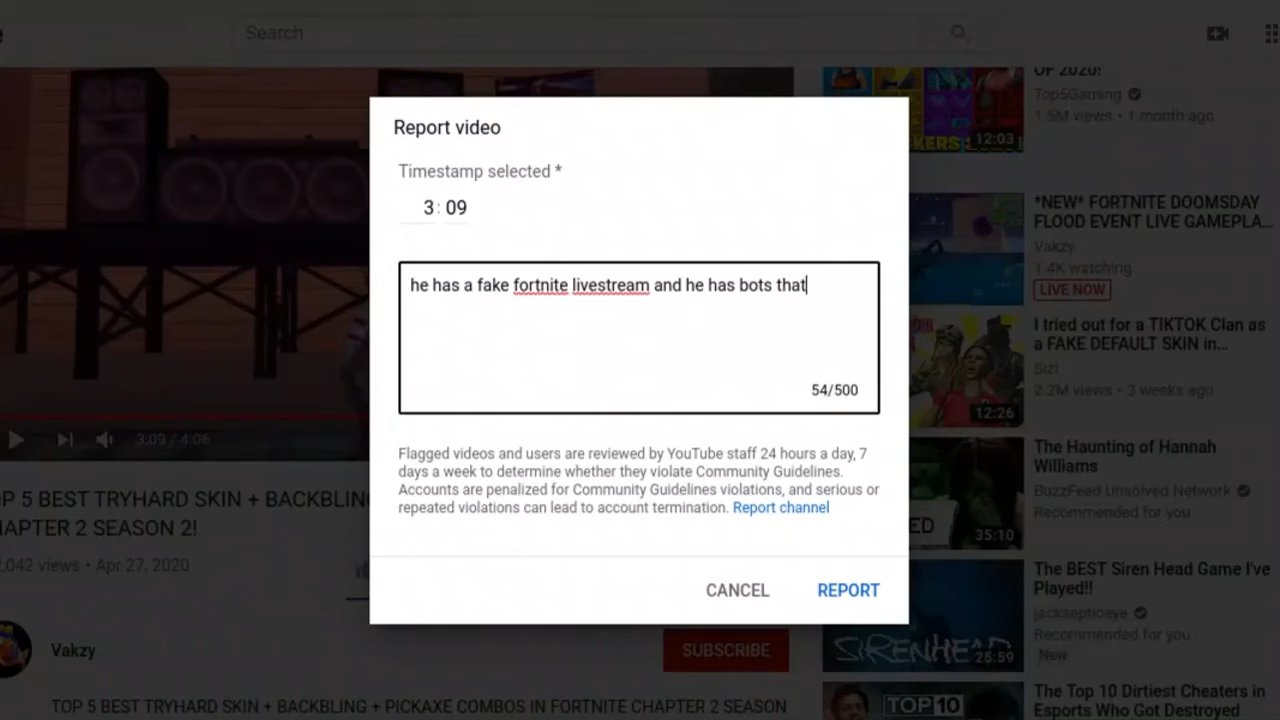 Search
Report video
Timestamp selected *
3 : 09
he has a fake fortnite livestream and he has bots that
54/500
Flagged videos and users are reviewed by YouTube staff 24 hours a day, 7
days a week to determine whether they violate Community Guidelines.
Accounts are penalized for Community Guidelines violations, and serious or
repeated violations can lead to account termination. Report channel
CANCEL
REPORT
3:09 / 4:06
OP 5 BEST TRYHARD SKIN + BACKBLING
HAPTER 2 SEASON 2!
,042 views • Apr 27, 2020
Vakzy
SUBSCRIBE
TOP 5 BEST TRYHARD SKIN + BACKBLING + PICKAXE COMBOS IN FORTNITE CHAPTER 2 SEASON
OF 2020!
Top5Gaming
1.5M views • 1 month ago
KERS
12:03
*NEW* FORTNITE DOOMSDAY
FLOOD EVENT LIVE GAMEPLA...
Vakzy
1.4K watching
LIVE NOW
I tried out for a TIKTOK Clan as
a FAKE DEFAULT SKIN in...
Sizl
2.2M views • 3 weeks ago
12:26
The Haunting of Hannah
Williams
BuzzFeed Unsolved Network
Recommended for you
ED
35:10
The BEST Siren Head Game I've
Played!!
jacksepticeye
Recommended for you
New
SIRENHEAD
25:59
The Top 10 Dirtiest Cheaters in
Esports Who Got Destroyed
TOP 10